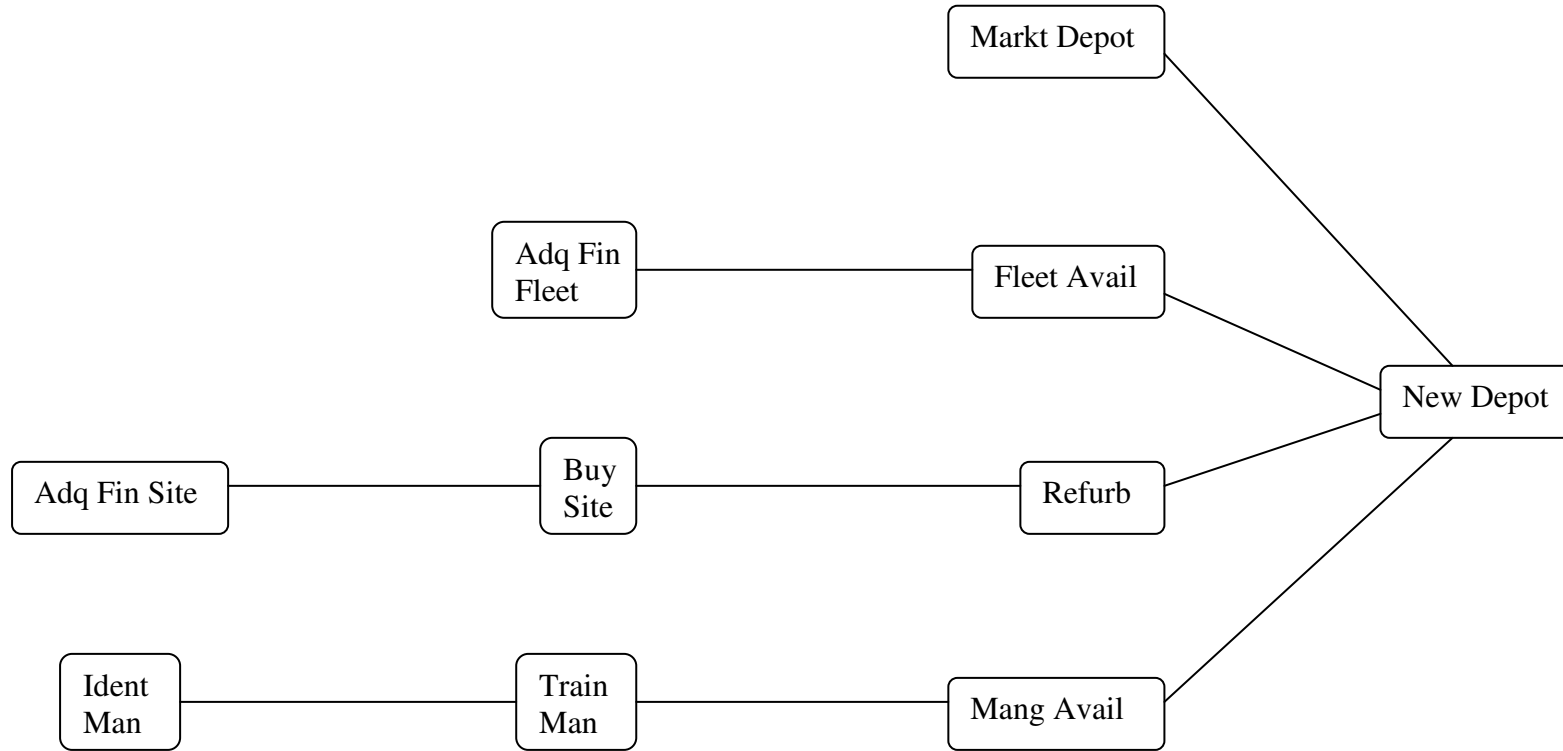 Markt Depot
Adq Fin
Fleet
Fleet Avail
New Depot
Adq Fin Site
Buy
Site
Refurb
Ident
Man
Train
Man
Mang Avail